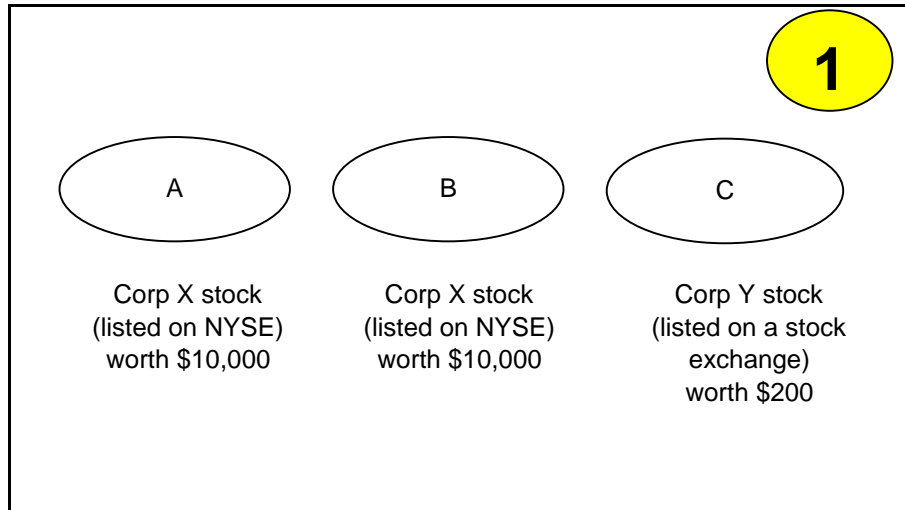 1
A
B
C
Corp X stock
(listed on NYSE)
worth $10,000
Corp X stock
(listed on NYSE)
worth $10,000
Corp Y stock
(listed on a stock
exchange)
worth $200